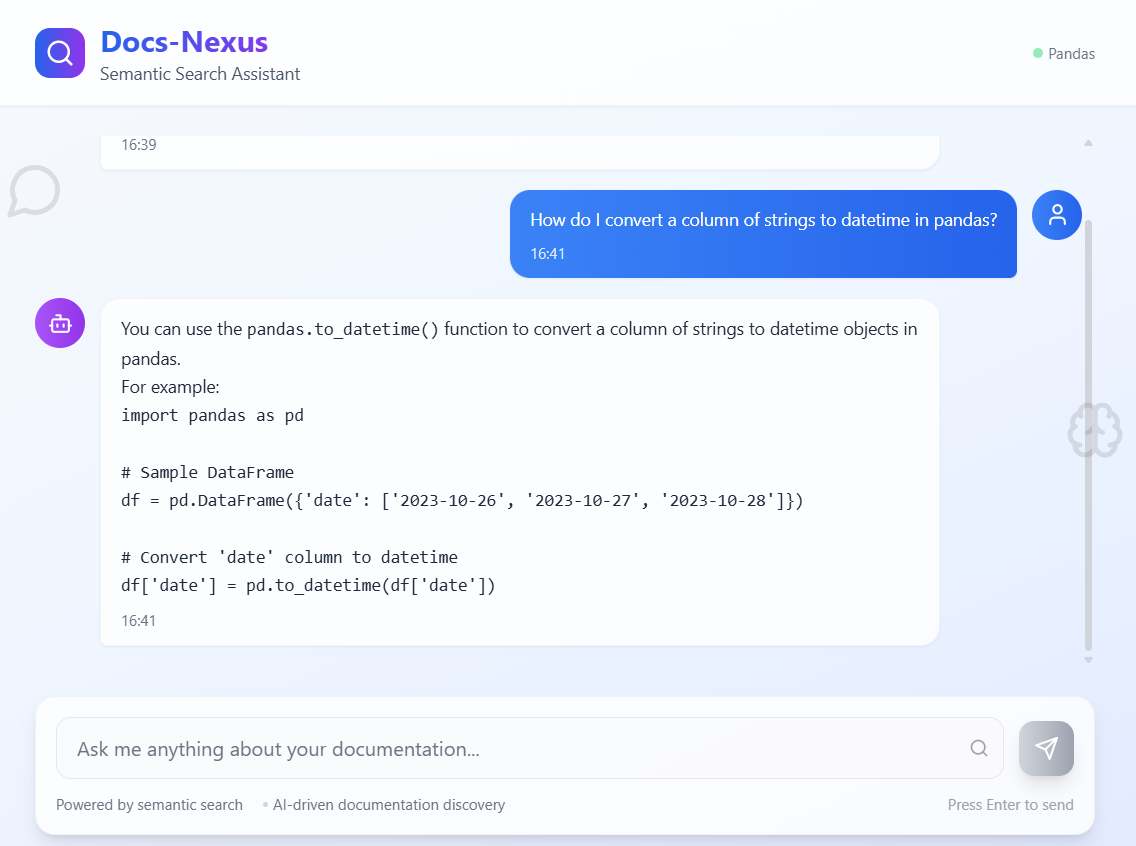 Docs-Nexus
Semantic Search Assistant
Pandas
16:39
How do I convert a column of strings to datetime in pandas?
16:41
You can use the pandas.to_datetime() function to convert a column of strings to datetime objects in
pandas.
For example:
import pandas as pd
# Sample DataFrame
df = pd.DataFrame({'date': ['2023-10-26', '2023-10-27', '2023-10-28']})
# Convert 'date' column to datetime
df['date'] = pd.to_datetime(df['date'])
16:41
Ask me anything about your documentation...
Powered by semantic search
AI-driven documentation discovery
Press Enter to send